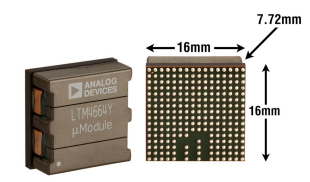 7.72mm
16mm
ANALOG
DEVICES
LTM4664Y
µModule
16mm